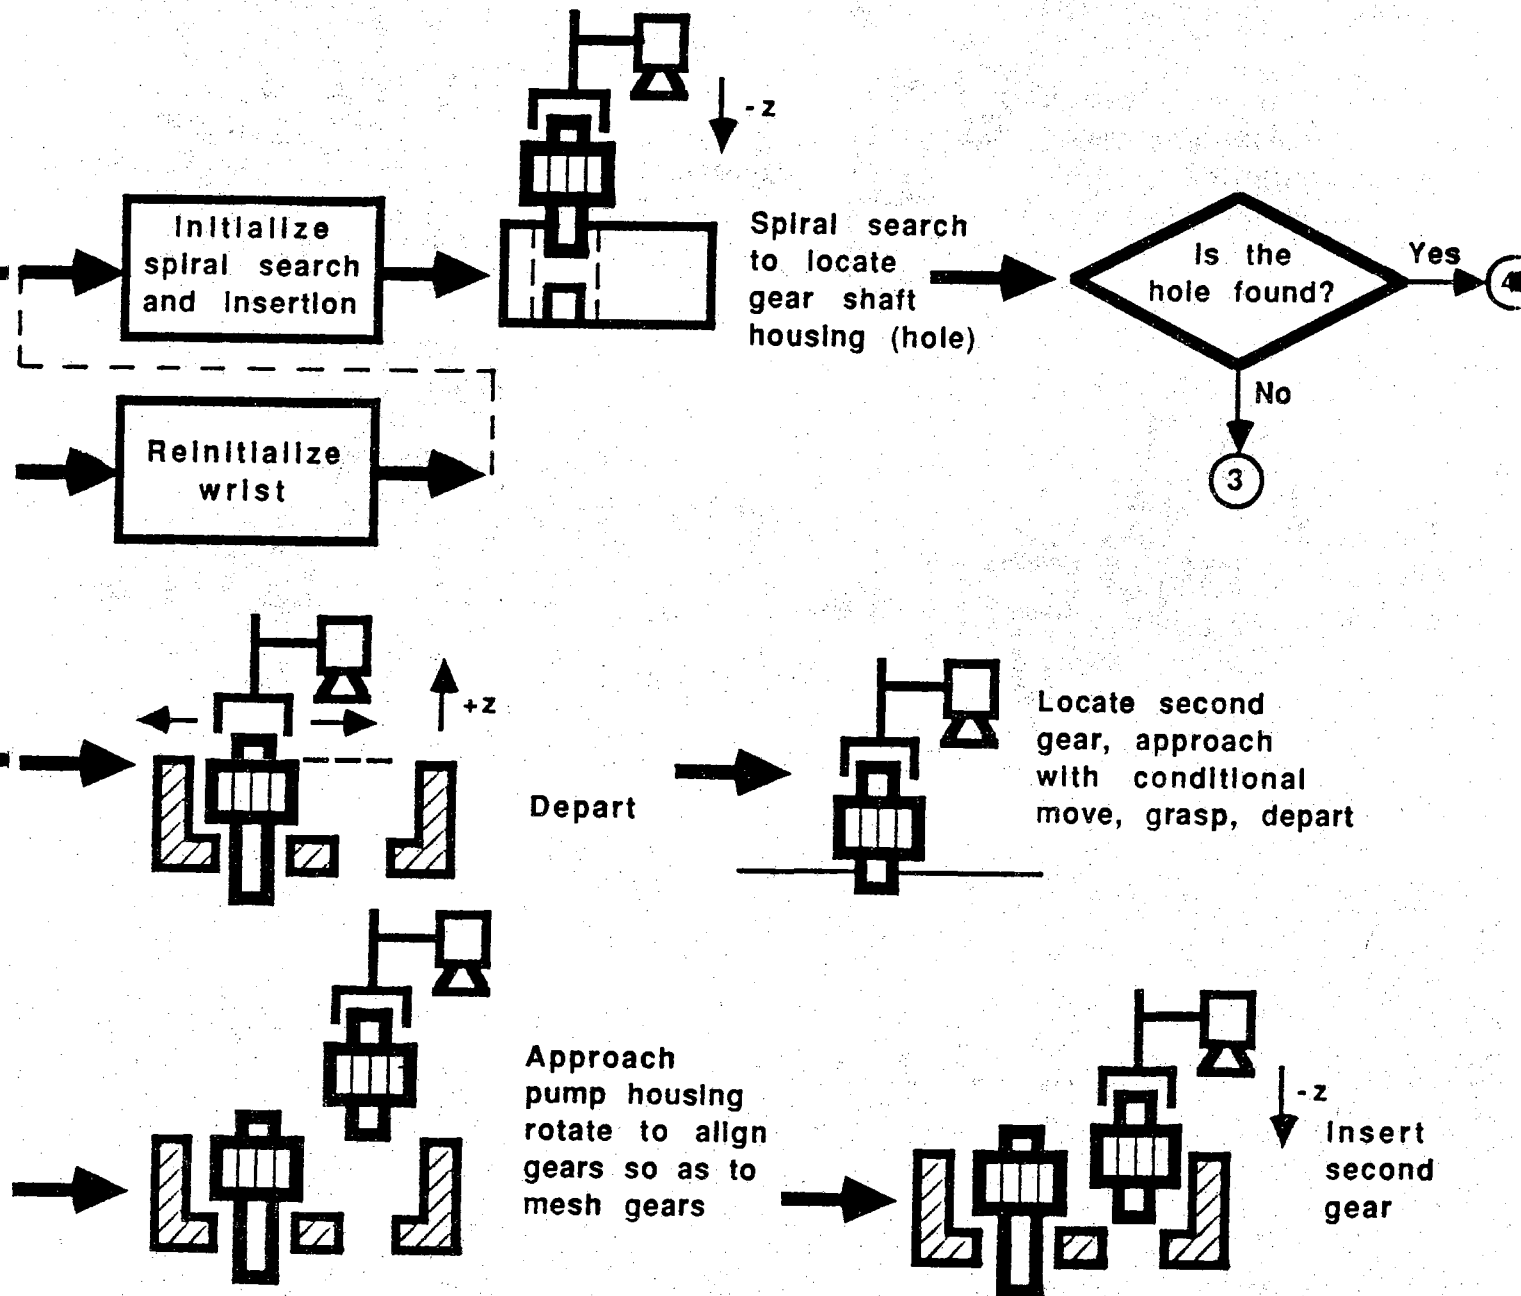 -z
Initialize
spiral search
and insertion
Spiral search
to locate
gear shaft
housing (hole)
Is the
hole found?
Yes
4
No
3
Reinitialize
wrist
+z
Depart
Locate second
gear, approach
with conditional
move, grasp, depart
Approach
pump housing
rotate to align
gears so as to
mesh gears
-z
Insert
second
gear